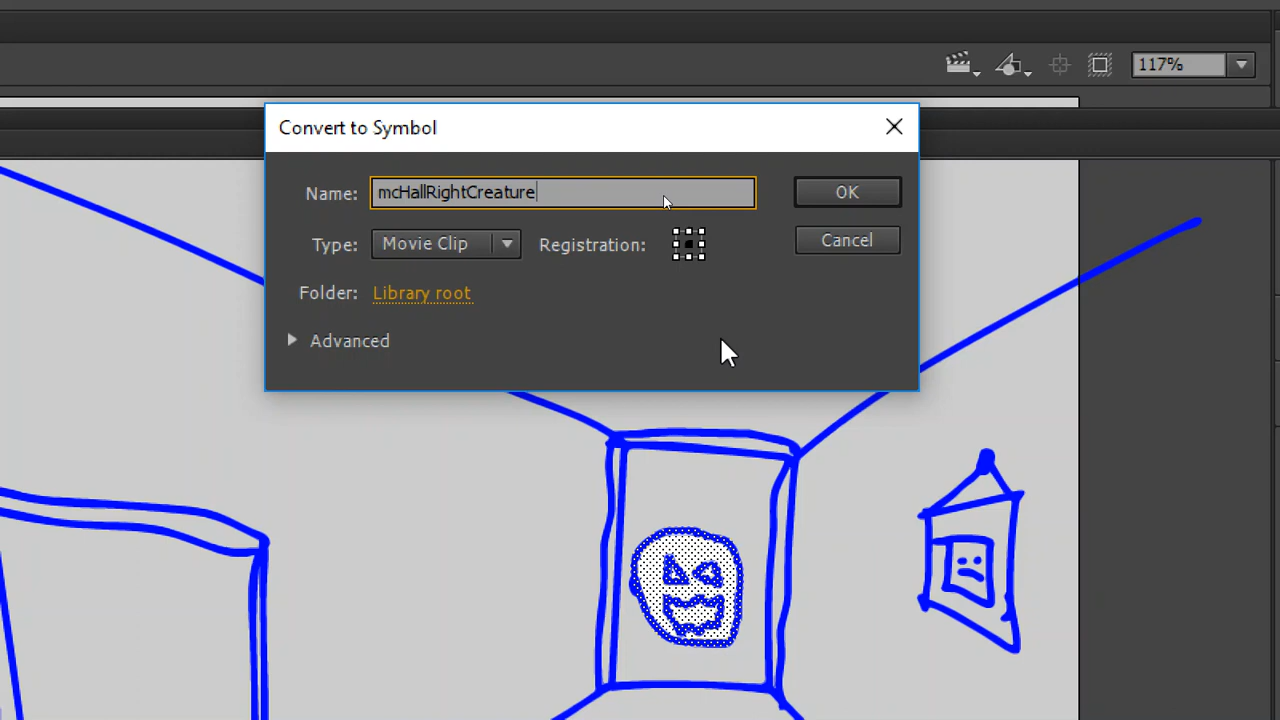 117%
Convert to Symbol
Name: mcHallRightCreature OK
Type: Movie Clip Registration: Cancel
Folder: Library root
Advanced